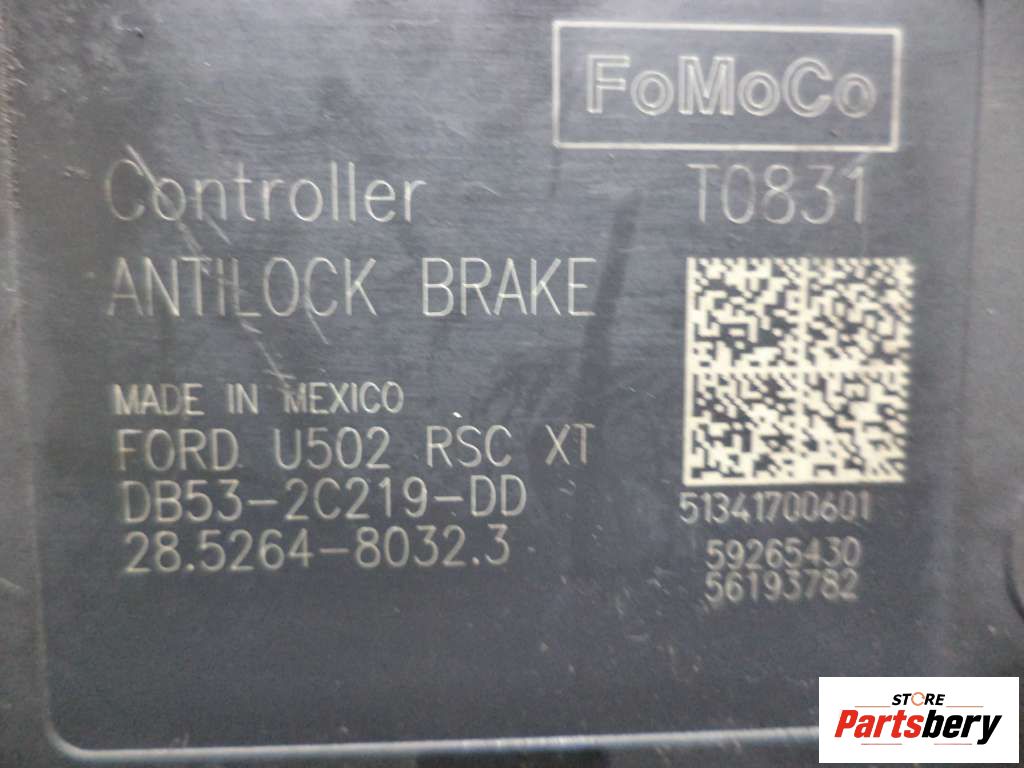 FoMoCo
Controller T0831
ANTILOCK BRAKE
MADE IN MEXICO
FORD U502 RSC XT
DB53-2C219-DD
28.5264-8032.3
51341700601
59265430
56193782
STORE
Partsbery